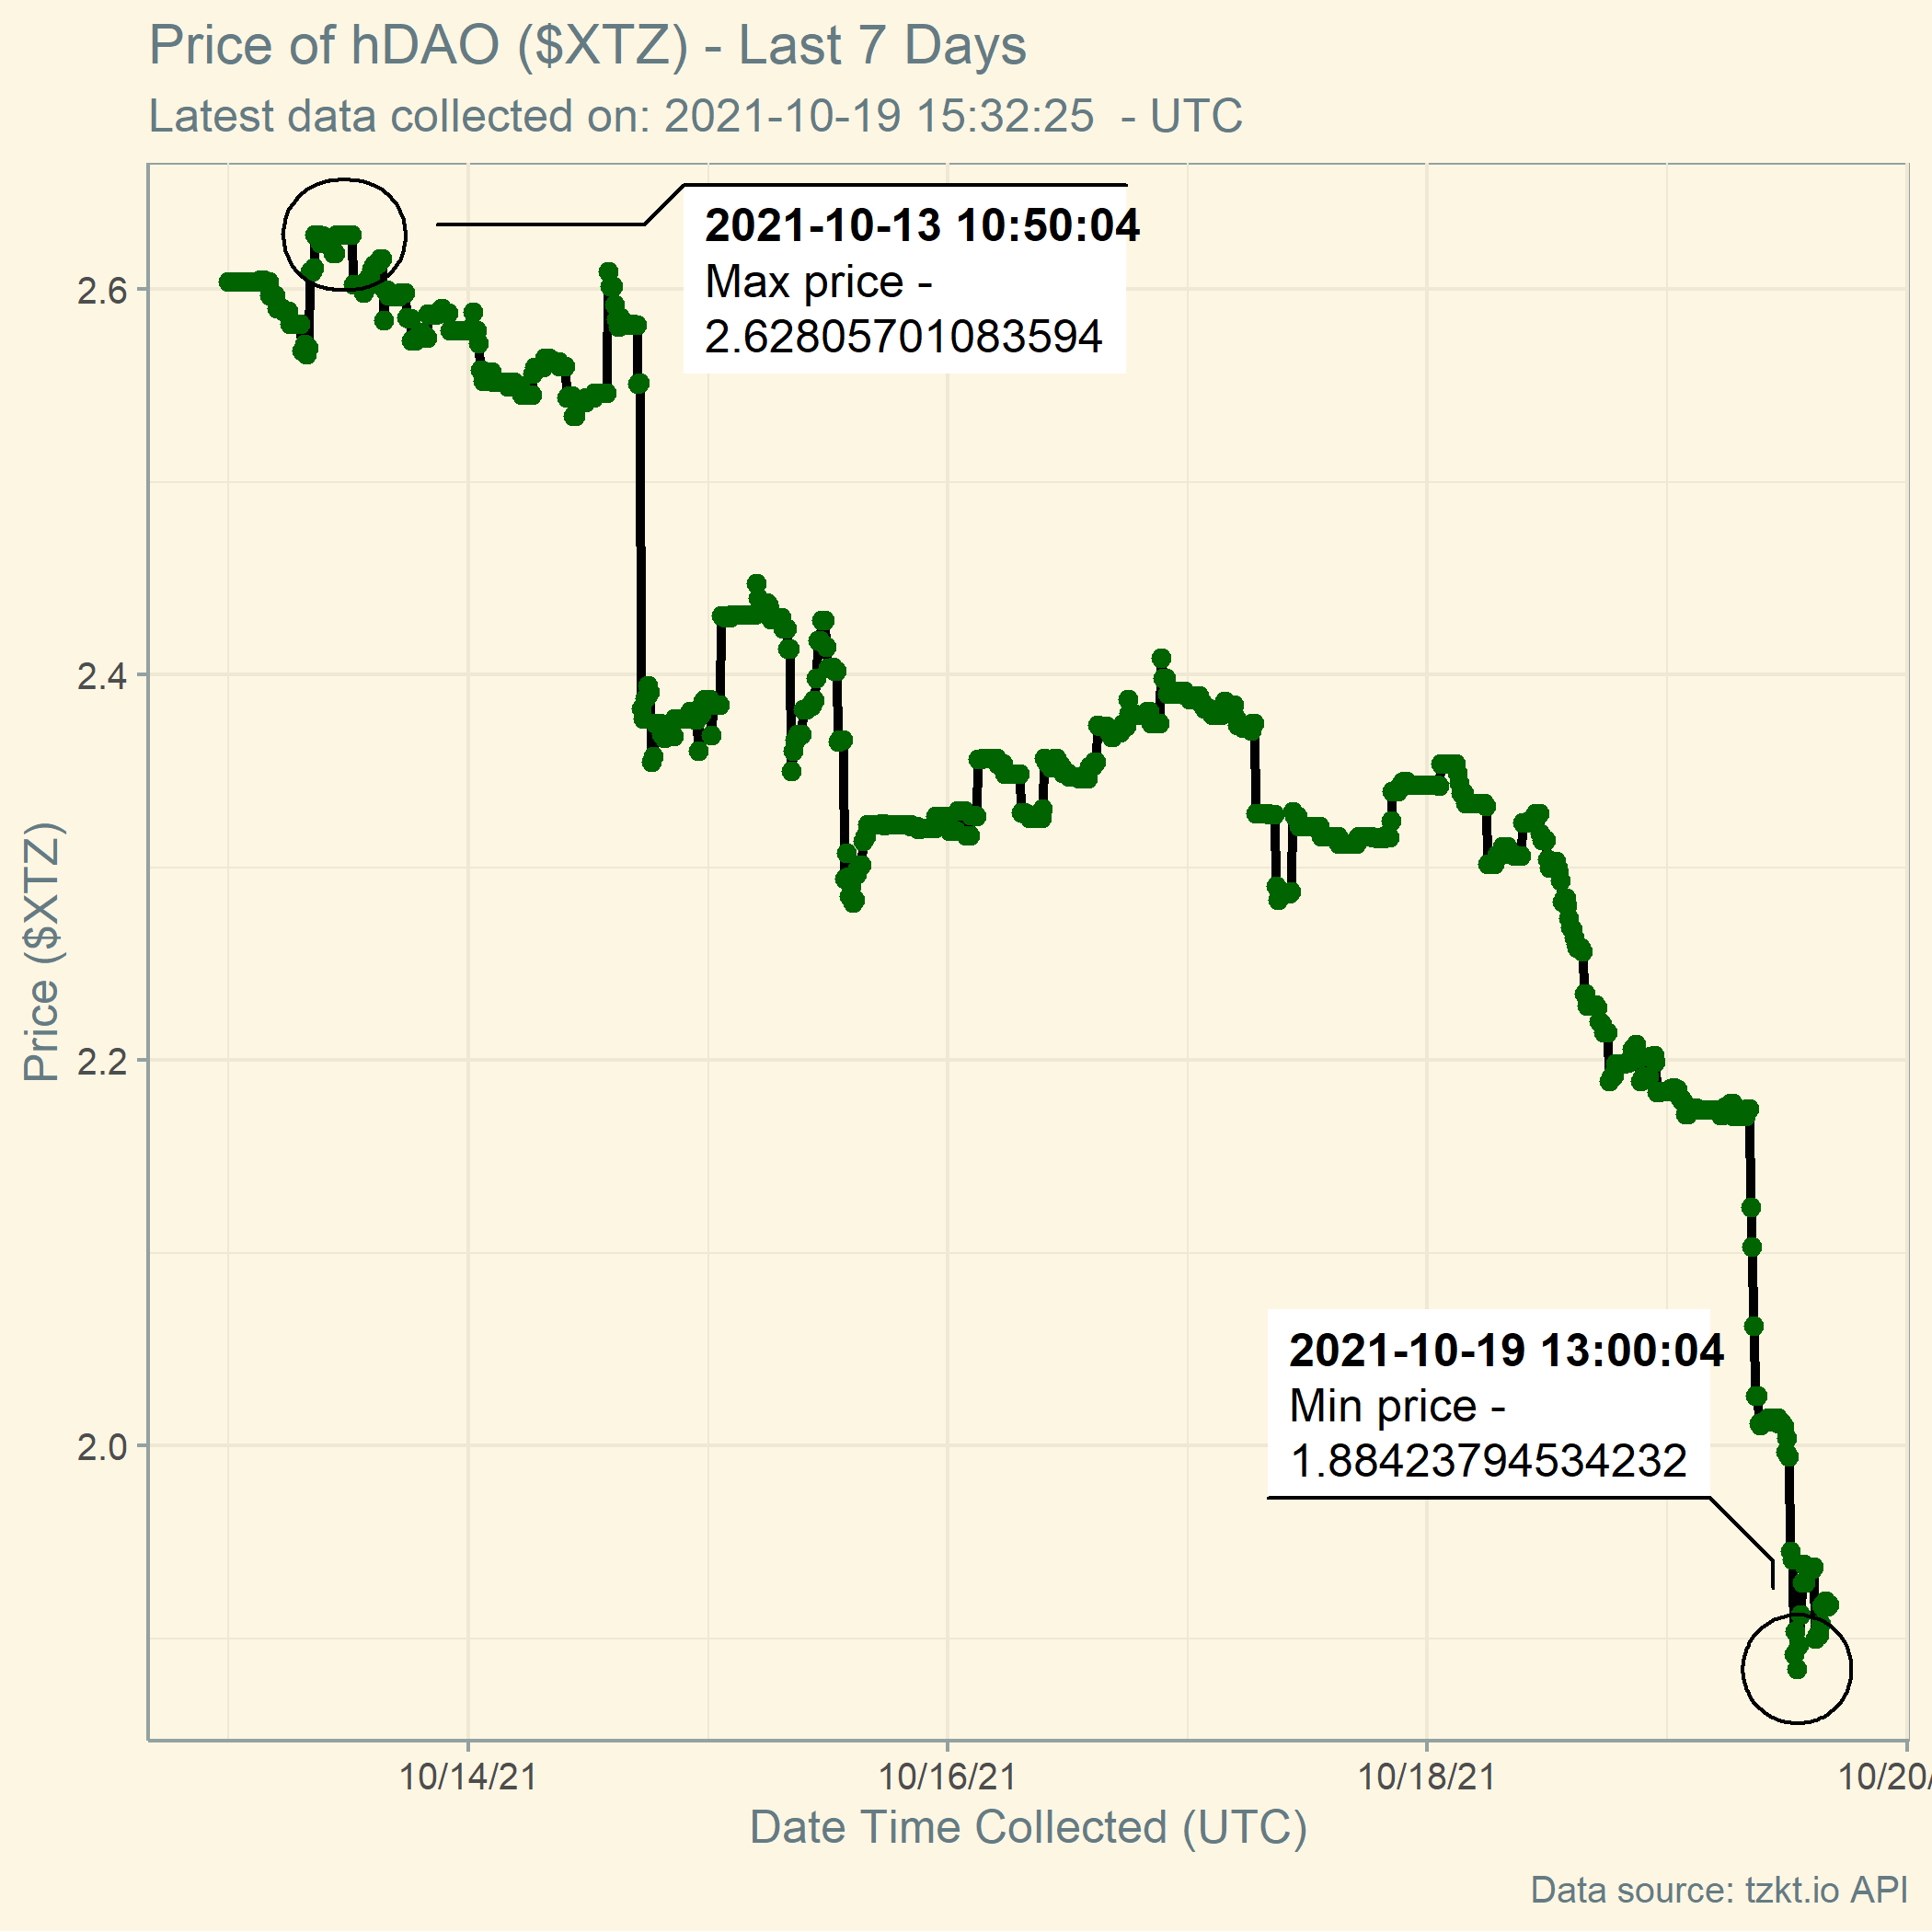 Price of hDAO ($XTZ) - Last 7 Days
Latest data collected on: 2021-10-19 15:32:25  - UTC
2021-10-13 10:50:04
Max price -
2.62805701083594
2.6
2.4
2.2
2.0
Price ($XTZ)
2021-10-19 13:00:04
Min price -
1.88423794534232
10/14/21
10/16/21
10/18/21
10/20/
Date Time Collected (UTC)
Data source: tzkt.io API